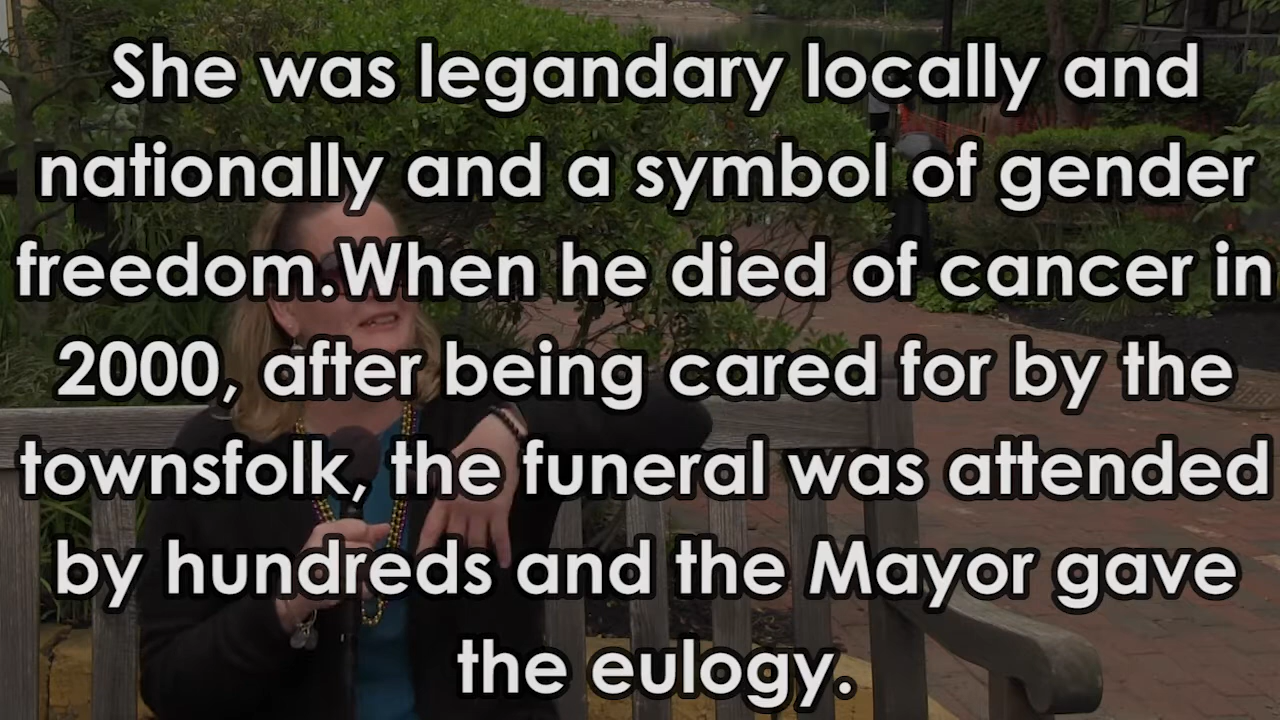 She was legandary locally and
nationally and a symbol of gender
freedom.When he died of cancer in
2000, after being cared for by the
townsfolk, the funeral was attended
by hundreds and the Mayor gave
the eulogy.